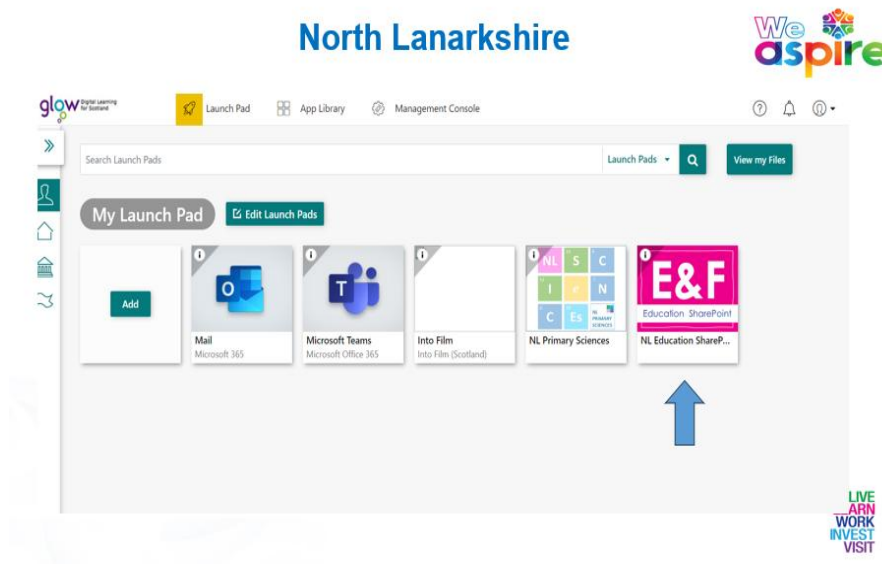 North Lanarkshire
We
aspire
glow Digital Learning
for Scotland
Launch Pad
App Library
Management Console
Search Launch Pads
Launch Pads
View my Files
My Launch Pad
Edit Launch Pads
Add
Mail
Microsoft 365
Microsoft Teams
Microsoft Office 365
Into Film
Into Film (Scotland)
NL S C
I e N
C Es NL
PRIMARY
SCIENCES
NL Primary Sciences
E&F
Education SharePoint
NL Education ShareP...
LIVE
ARN
WORK
INVEST
VISIT